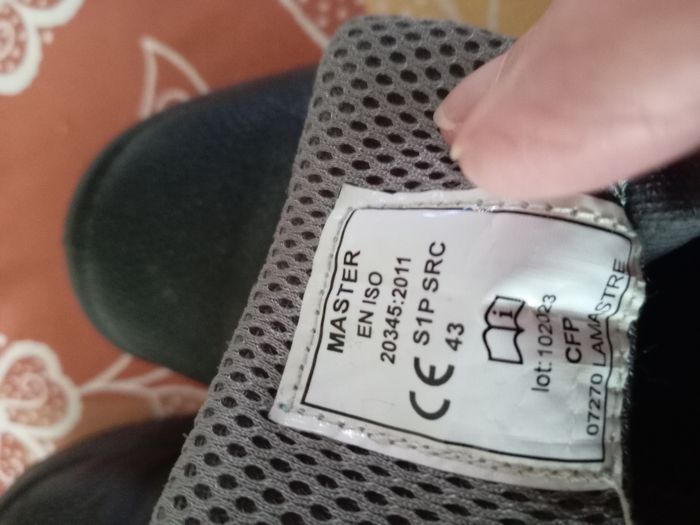 MASTER
EN ISO
20345:2011
CE S1P SRC
43
lot:102023
CFP
07270 LAMASTRE